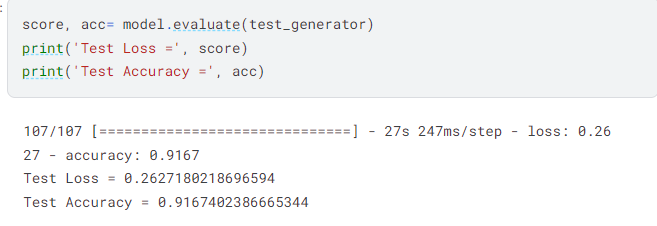 score, acc= model.evaluate(test_generator)
print('Test Loss =', score)
print('Test Accuracy =', acc)
107/107 [==============================] - 27s 247ms/step - loss: 0.26
27 - accuracy: 0.9167
Test Loss = 0.2627180218696594
Test Accuracy = 0.9167402386665344